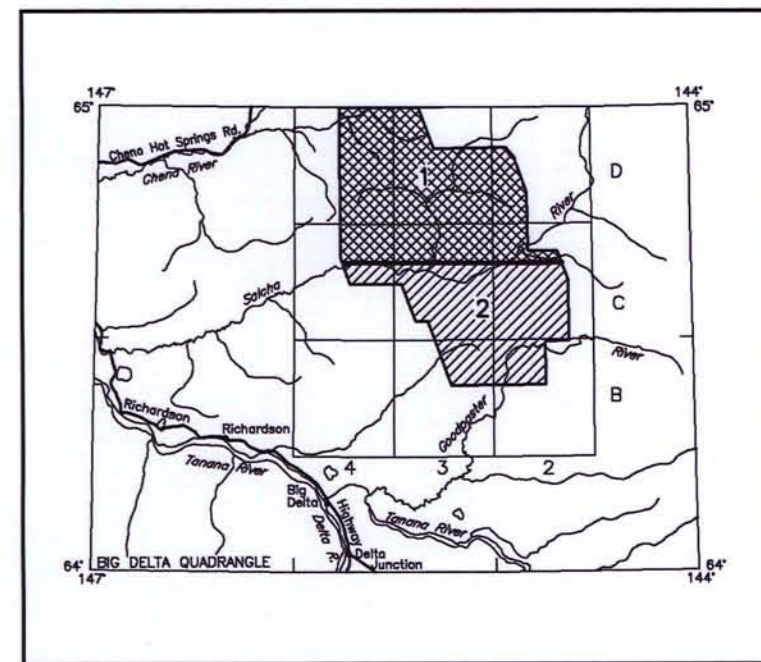 147°
144°
65°
65°
Chena Hot Springs Rd.
Chena River
1
D
River
Salcha
2
C
River
B
Richardson
Richardson
Goodpaster
4
3
2
Tanana River
Big
Delta
Highway
Delta R.
Tanana River
Delta
Junction
64°
BIG DELTA QUADRANGLE
64°
147°
144°